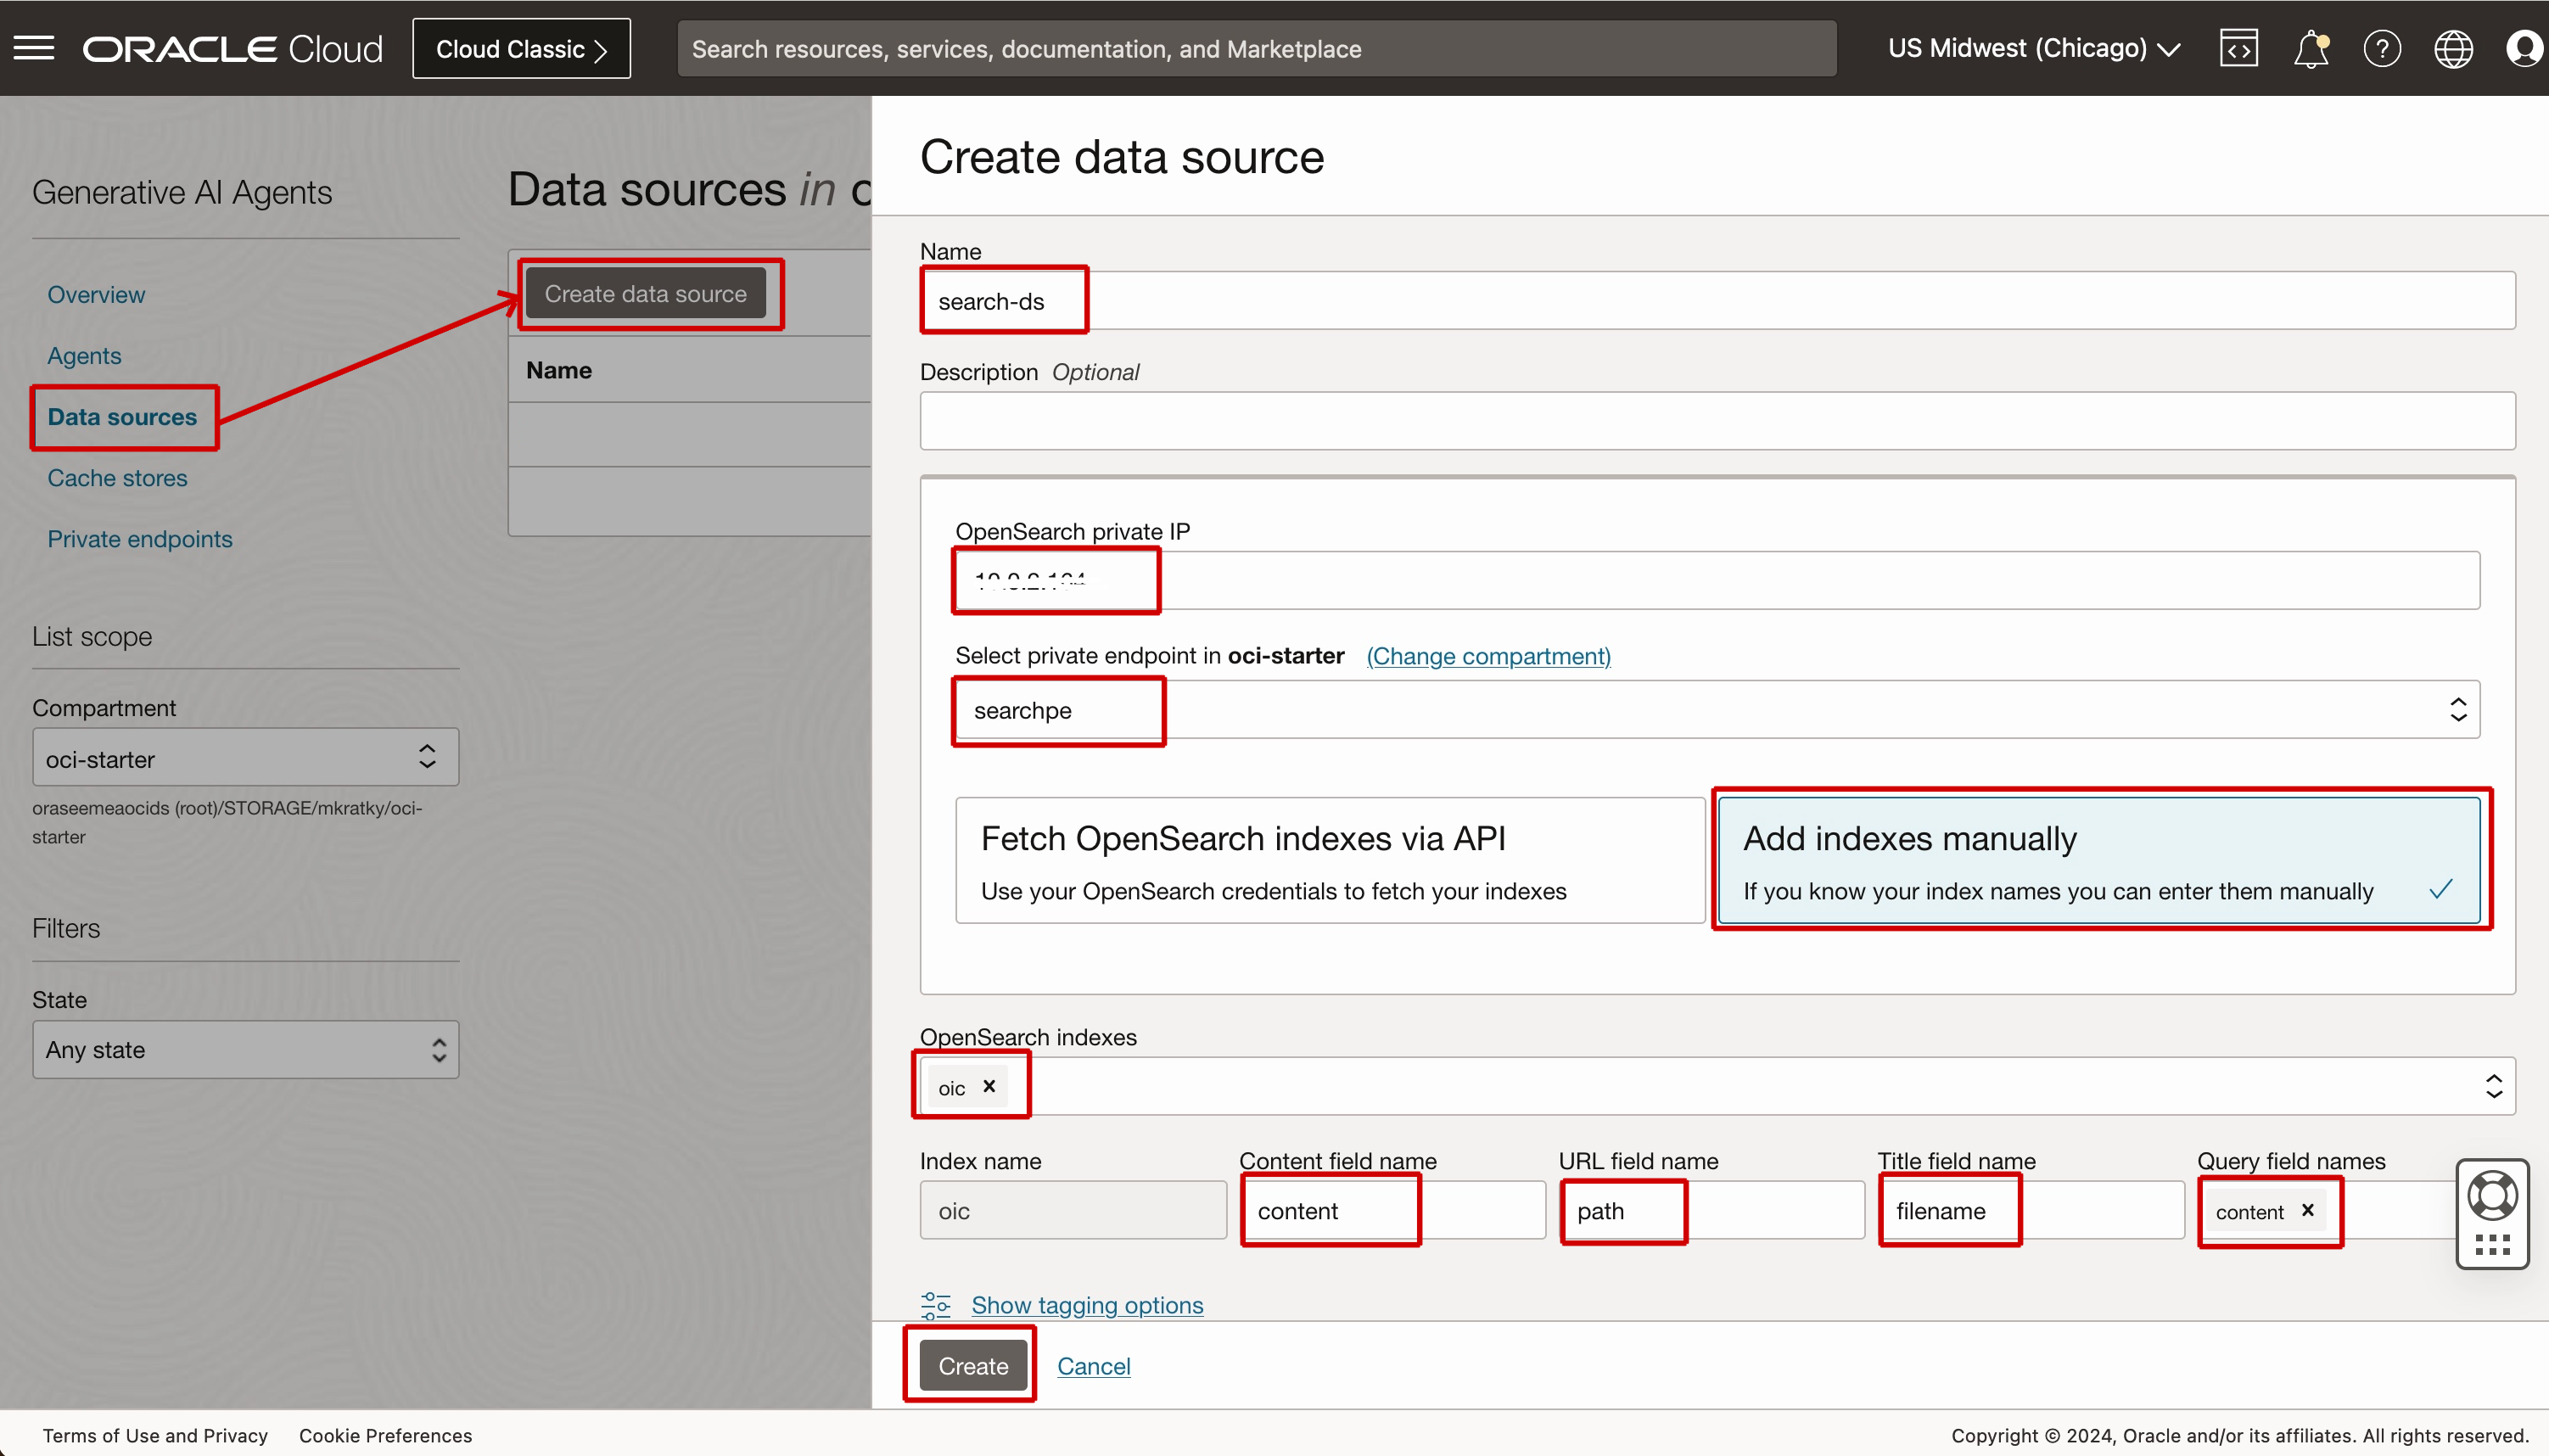 ORACLE Cloud
Cloud Classic
Search resources, services, documentation, and Marketplace
US Midwest (Chicago)
Generative AI Agents
Overview
Agents
Data sources
Cache stores
Private endpoints
List scope
Compartment
oci-starter
oraseemeaocids (root)/STORAGE/mkratky/oci-
starter
Filters
State
Any state
Data sources in
Create data source
Name
Create data source
Name
search-ds
Description Optional
OpenSearch private IP
Select private endpoint in oci-starter (Change compartment)
searchpe
Fetch OpenSearch indexes via API
Use your OpenSearch credentials to fetch your indexes
Add indexes manually
If you know your index names you can enter them manually
OpenSearch indexes
oic
Index name
oic
Content field name
content
URL field name
path
Title field name
filename
Query field names
content
Show tagging options
Create Cancel
Terms of Use and Privacy Cookie Preferences
Copyright © 2024, Oracle and/or its affiliates. All rights reserved.